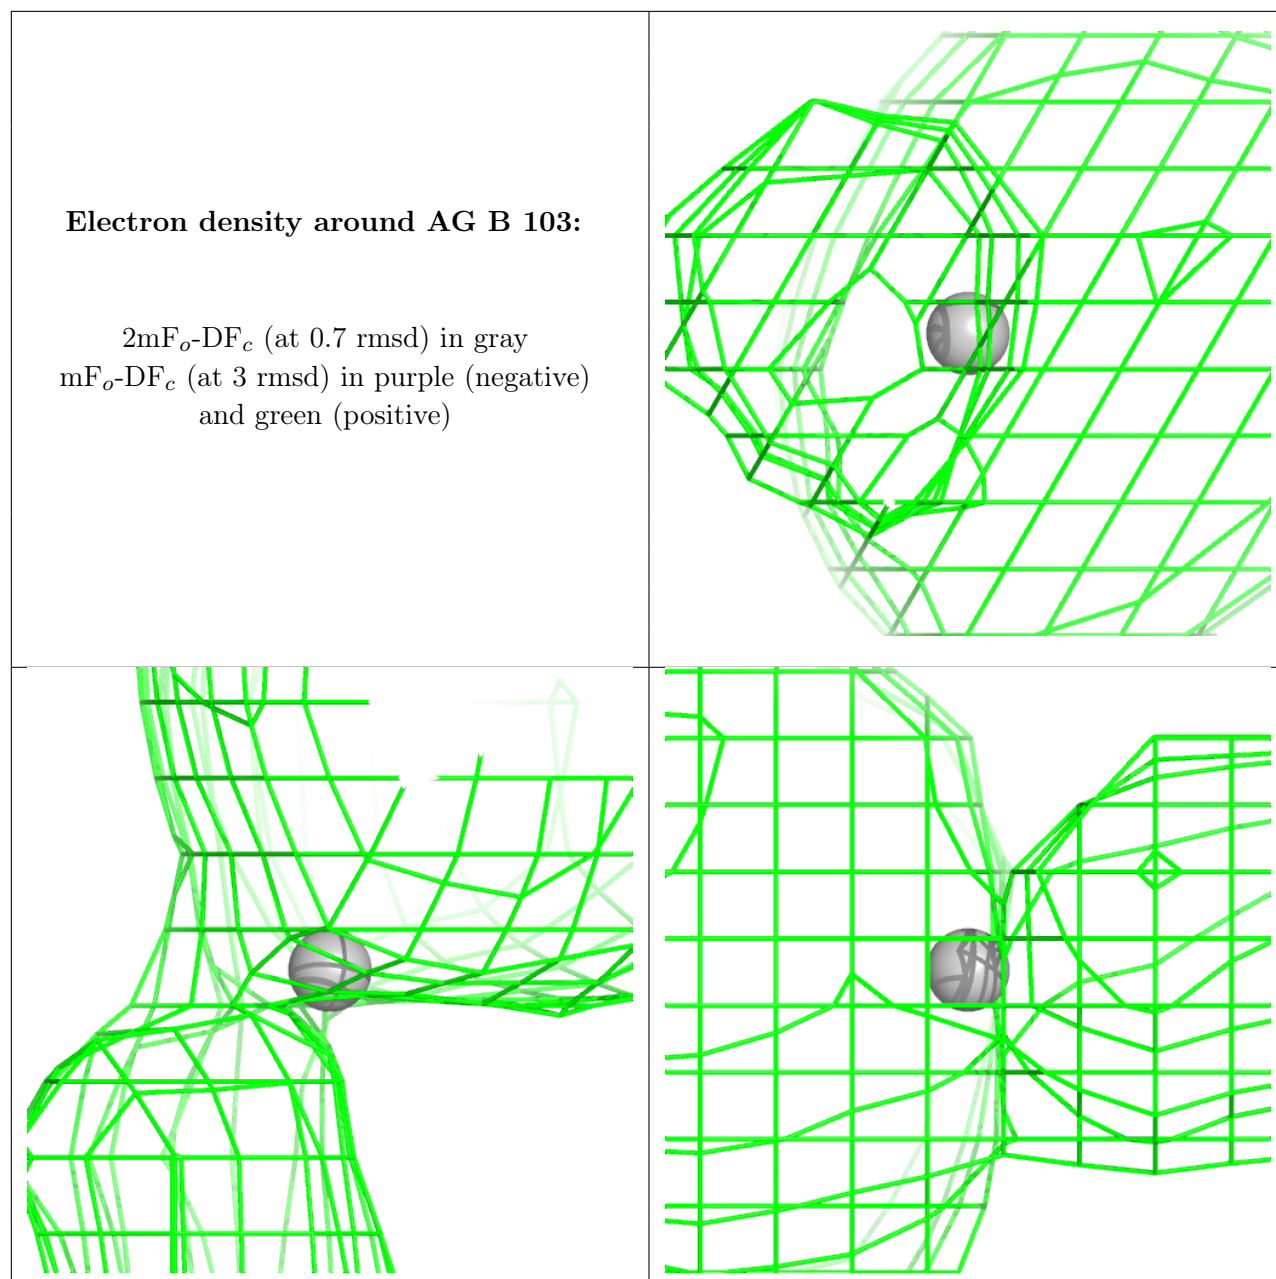 Electron density around AG B 103:
2mFo-DFc (at 0.7 rmsd) in gray
mFo-DFc (at 3 rmsd) in purple (negative)
and green (positive)